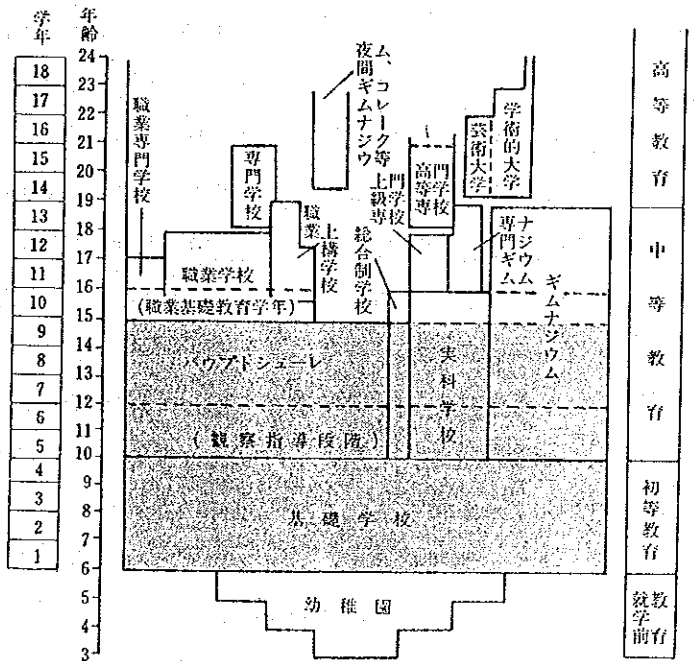 学年
年齢
24
18
23
17
22
16
21
15
20
14
19
13
18
12
17
11
16
10
15
9
14
8
13
7
12
6
11
5
10
4
9
3
8
2
7
1
6
5
4
3
職業専門学校
専門学校
夜間ギムナジウ
ム、コレーク等
職業
上構学校
総合制学校
上級専
門学校
高等専
門学校
芸術大学
学術的大学
専門ギム
ナジウム
ギムナジウム
職業学校
(職業基礎教育学年)
ハウプトシューレ
実科学校
(観察指導段階)
基礎学校
幼稚園
高等教育
中等教育
初等教育
就学前
教育